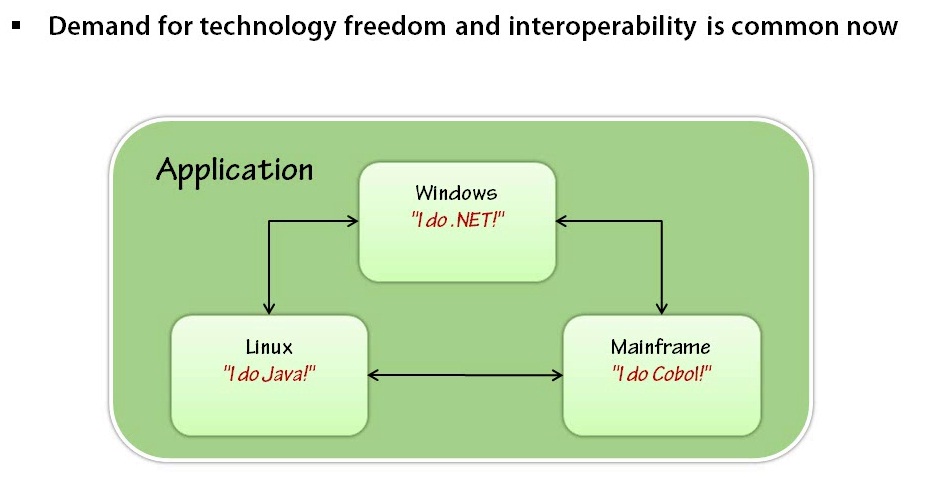 ▪ Demand for technology freedom and interoperability is common now
Application
Windows
"I do .NET!"
Linux
"I do Java!"
Mainframe
"I do Cobol!"